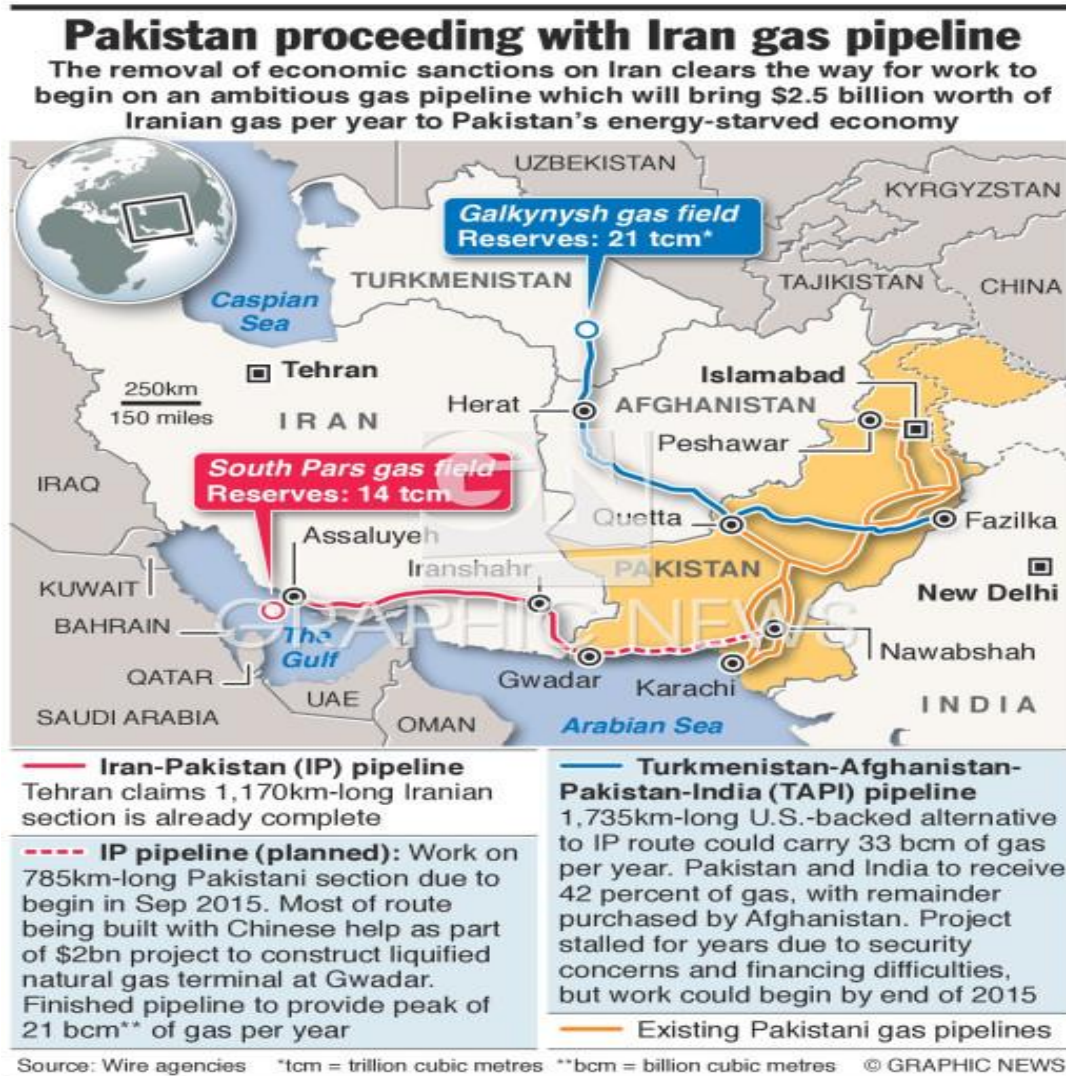 Pakistan proceeding with Iran gas pipeline
The removal of economic sanctions on Iran clears the way for work to
begin on an ambitious gas pipeline which will bring $2.5 billion worth of
Iranian gas per year to Pakistan's energy-starved economy
UZBEKISTAN
KYRGYZSTAN
Galkynysh gas field
Reserves: 21 tcm*
TURKMENISTAN
TAJIKISTAN
CHINA
Caspian
Sea
Tehran
Islamabad
250km
150 miles
Herat
AFGHANISTAN
IRAN
Peshawar
South Pars gas field
Reserves: 14 tcm
IRAQ
Quetta
Fazilka
Assaluyeh
Iranshahr
PAKISTAN
KUWAIT
New Delhi
GN
GRAPHIC NEWS
BAHRAIN
The
Gulf
Nawabshah
QATAR
Gwadar
Karachi
UAE
INDIA
SAUDI ARABIA
OMAN
Arabian Sea
Iran-Pakistan (IP) pipeline
Tehran claims 1,170km-long Iranian
section is already complete
IP pipeline (planned): Work on
785km-long Pakistani section due to
begin in Sep 2015. Most of route
being built with Chinese help as part
of $2bn project to construct liquified
natural gas terminal at Gwadar.
Finished pipeline to provide peak of
21 bcm** of gas per year
Turkmenistan-Afghanistan-
Pakistan-India (TAPI) pipeline
1,735km-long U.S.-backed alternative
to IP route could carry 33 bcm of gas
per year. Pakistan and India to receive
42 percent of gas, with remainder
purchased by Afghanistan. Project
stalled for years due to security
concerns and financing difficulties,
but work could begin by end of 2015
Existing Pakistani gas pipelines
Source: Wire agencies *tcm = trillion cubic metres **bcm = billion cubic metres © GRAPHIC NEWS